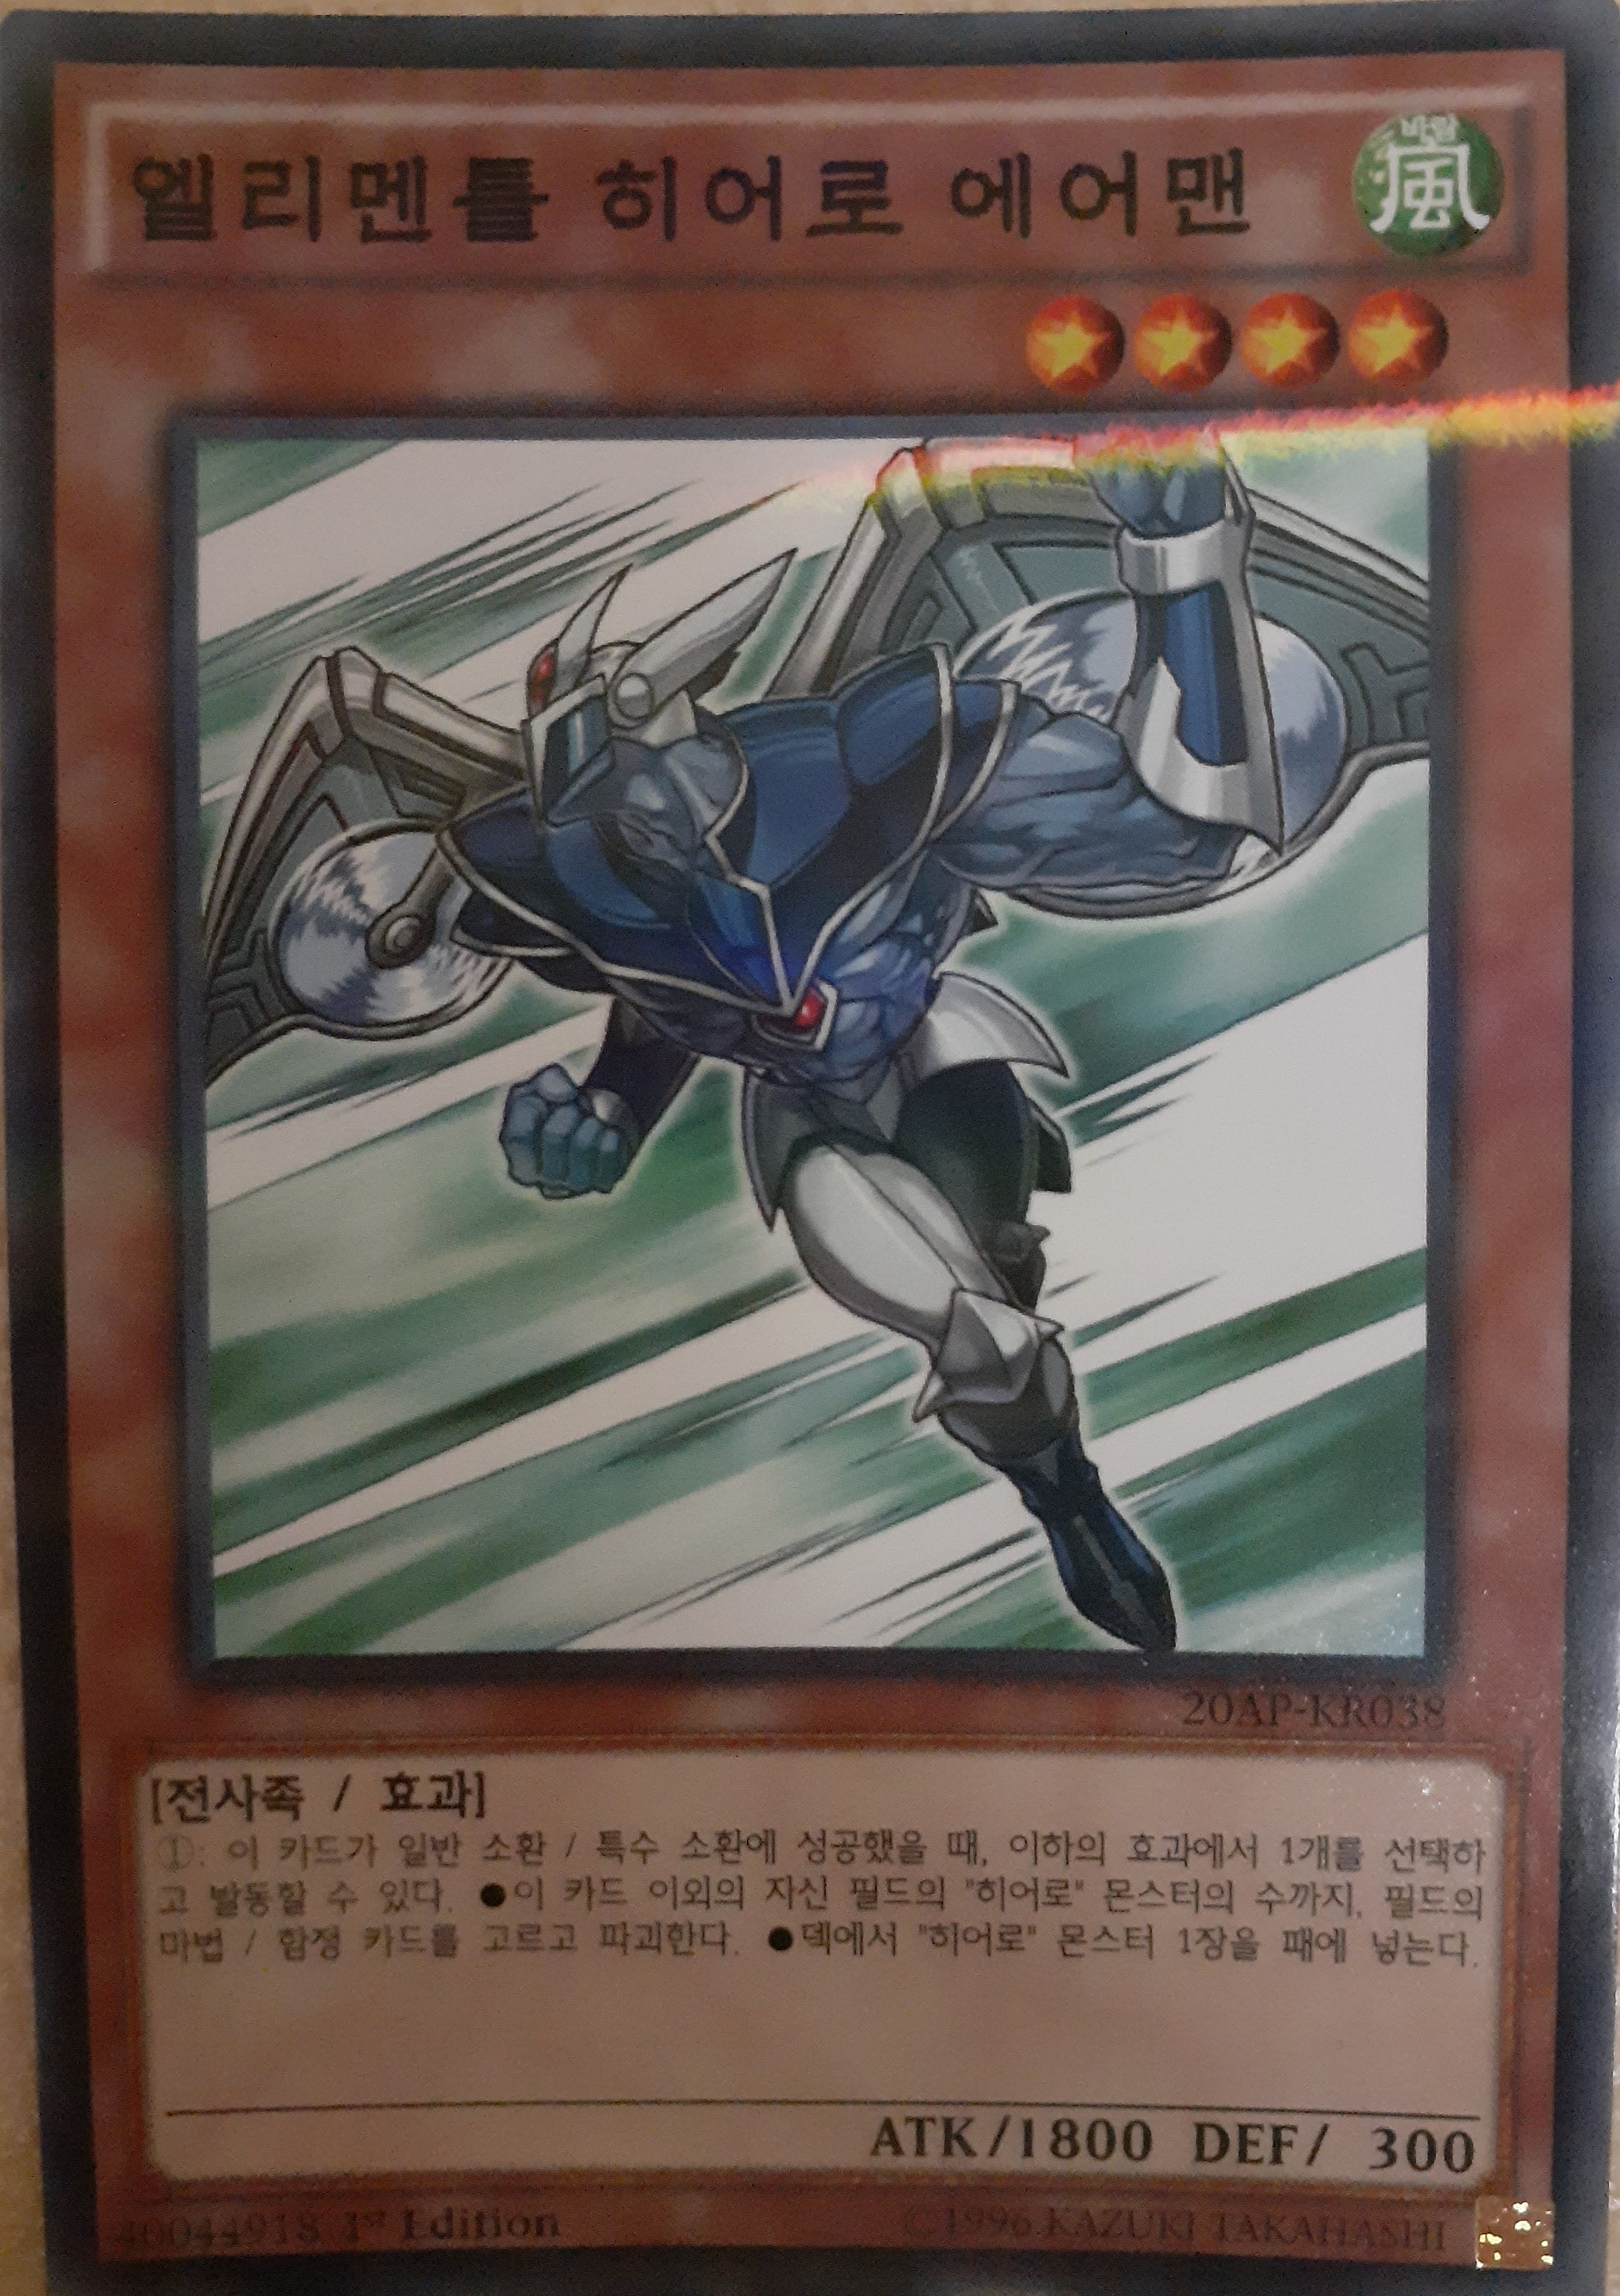 엘리멘틀 히어로 에어맨
바람
風
20AP-KR038
[전사족 / 효과]
①: 이 카드가 일반 소환 / 특수 소환에 성공했을 때, 이하의 효과에서 1개를 선택하
고 발동할 수 있다. ●이 카드 이외의 자신 필드의 "히어로" 몬스터의 수까지, 필드의
마법 / 함정 카드를 고르고 파괴한다. ●덱에서 "히어로" 몬스터 1장을 패에 넣는다.
ATK/1800 DEF/ 300
40044918 1st Edition
©1996 KAZUKI TAKAHASHI